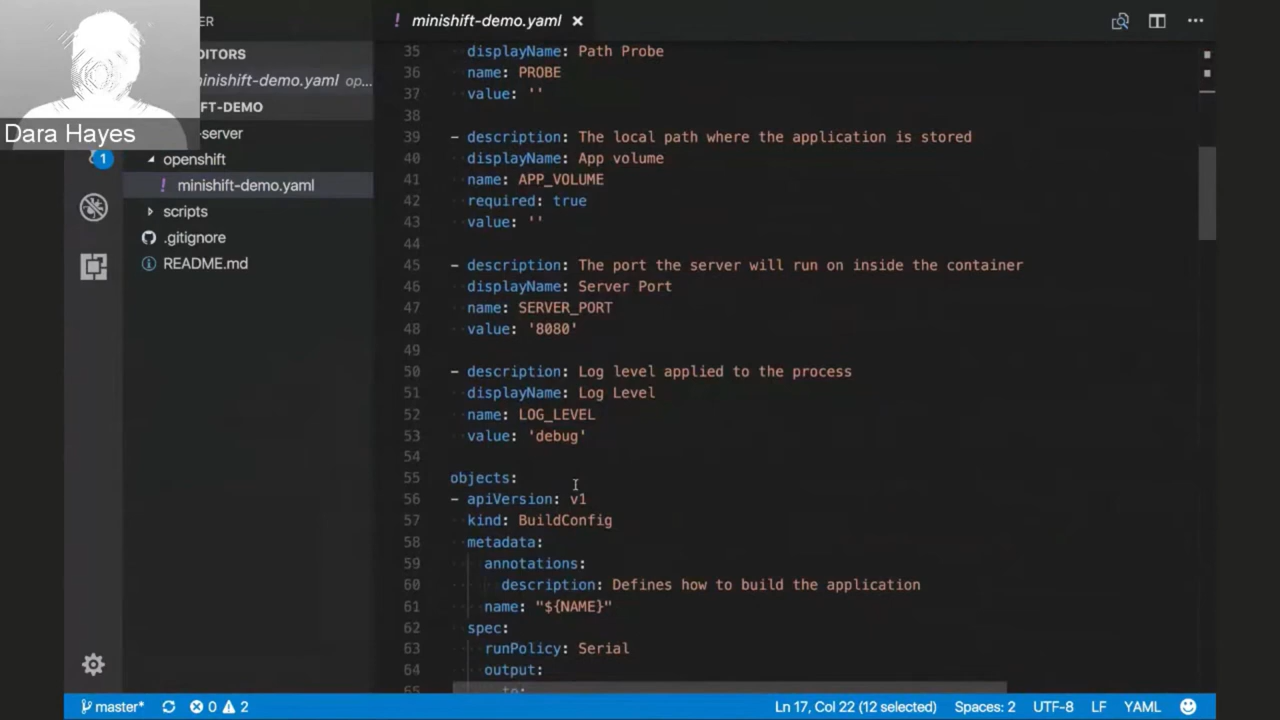 Dara Hayes
ER
EDITORS
minishift-demo.yaml op...
FT-DEMO
-server
1
openshift
! minishift-demo.yaml
scripts
.gitignore
README.md
! minishift-demo.yaml ×
35 displayName: Path Probe
36 name: PROBE
37 value: ''
38
39 - description: The local path where the application is stored
40 displayName: App volume
41 name: APP_VOLUME
42 required: true
43 value: ''
44
45 - description: The port the server will run on inside the container
46 displayName: Server Port
47 name: SERVER_PORT
48 value: '8080'
49
50 - description: Log level applied to the process
51 displayName: Log Level
52 name: LOG_LEVEL
53 value: 'debug'
54
55 objects:
56 - apiVersion: v1
57 kind: BuildConfig
58 metadata:
59 annotations:
60 description: Defines how to build the application
61 name: "${NAME}"
62 spec:
63 runPolicy: Serial
64 output:
65 to:
master* 0 2 Ln 17, Col 22 (12 selected) Spaces: 2 UTF-8 LF YAML